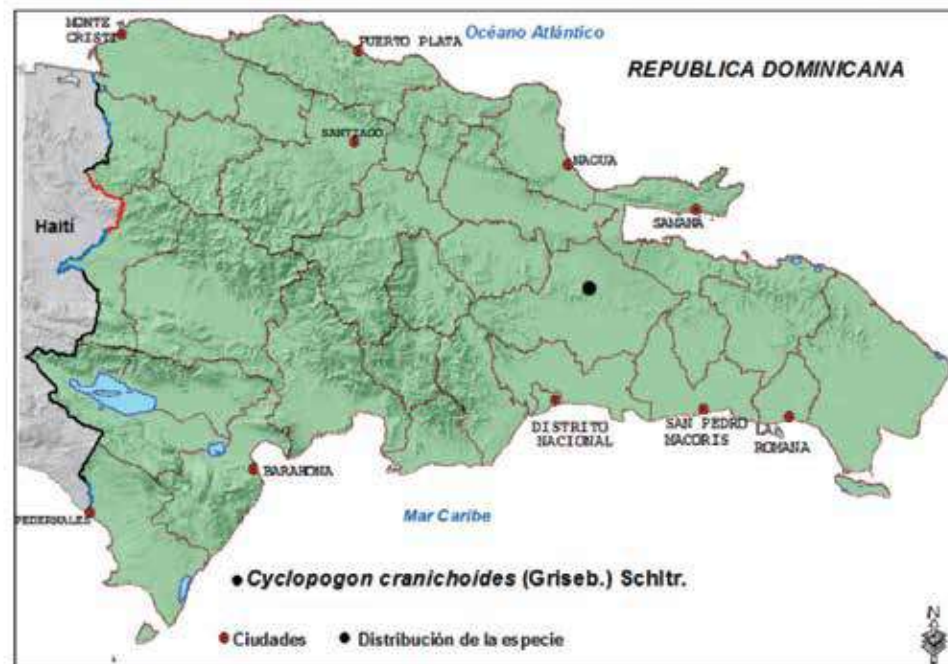 MONTE
CRISTI
PUERTO PLATA
Océano Atlántico
REPUBLICA DOMINICANA
SANTIAGO
NAGUA
SAMANA
Haití
DISTRITO
NACIONAL
SAN PEDRO
MACORIS
LA
ROMANA
BARAHONA
PEDERNALES
Mar Caribe
Cyclopogon cranichoides (Griseb.) Schltr.
Ciudades
Distribución de la especie
N